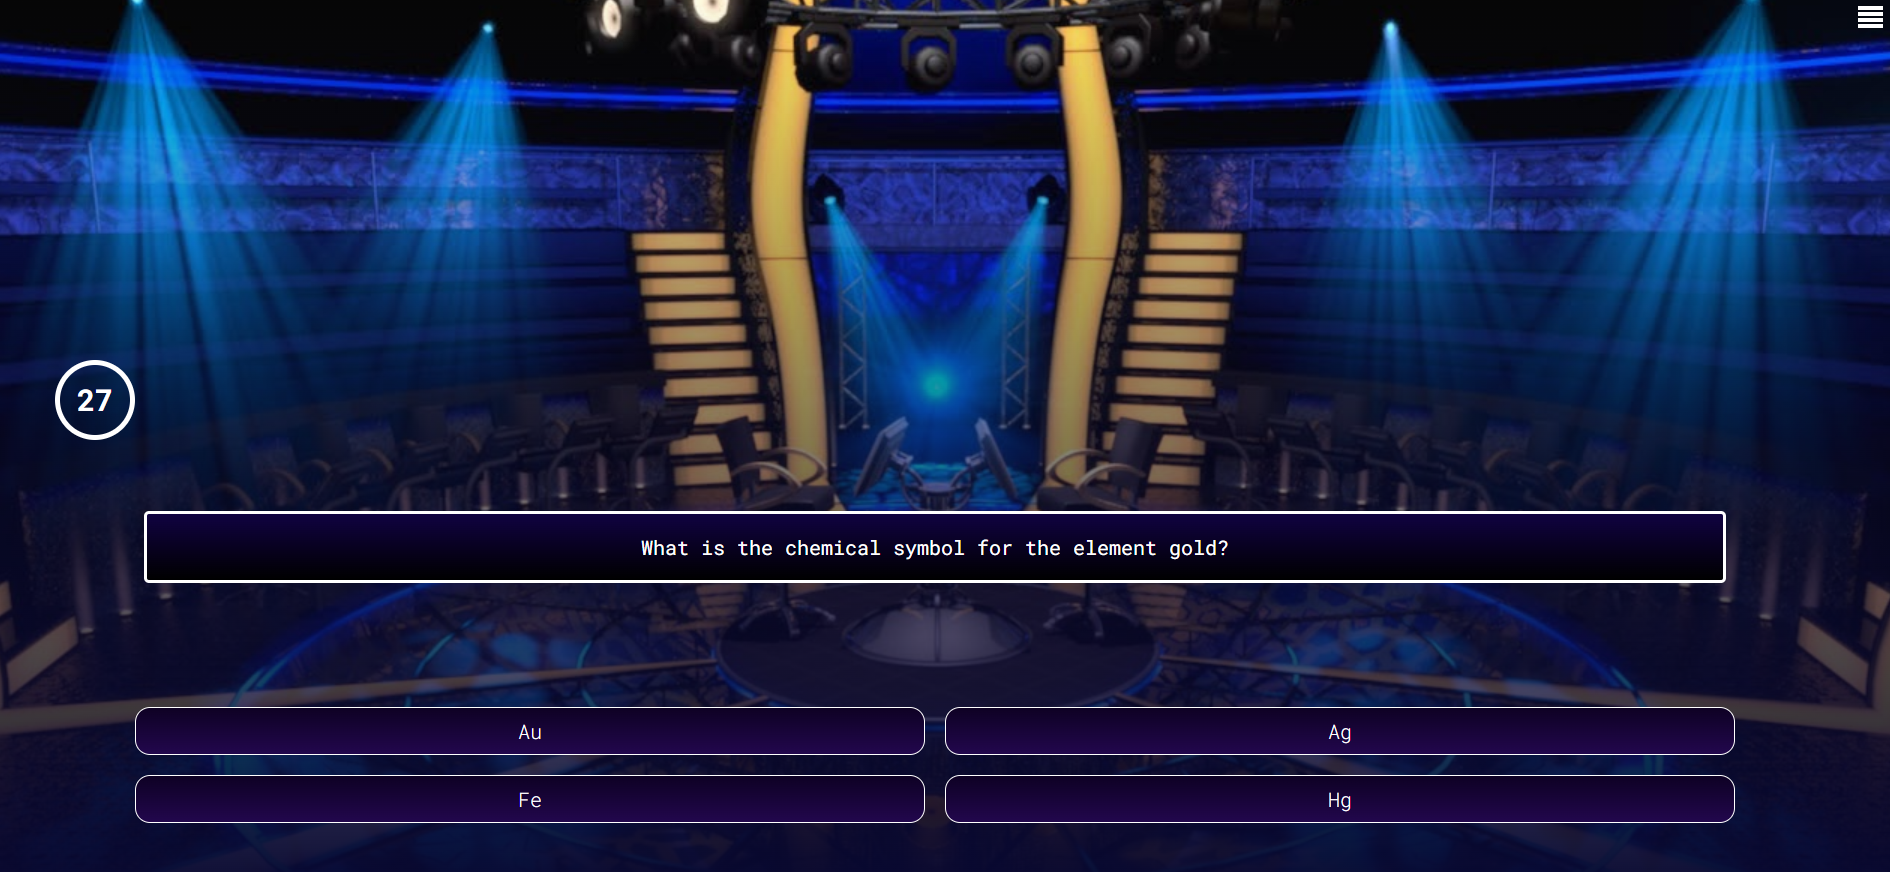 27
What is the chemical symbol for the element gold?
Au
Ag
Fe
Hg